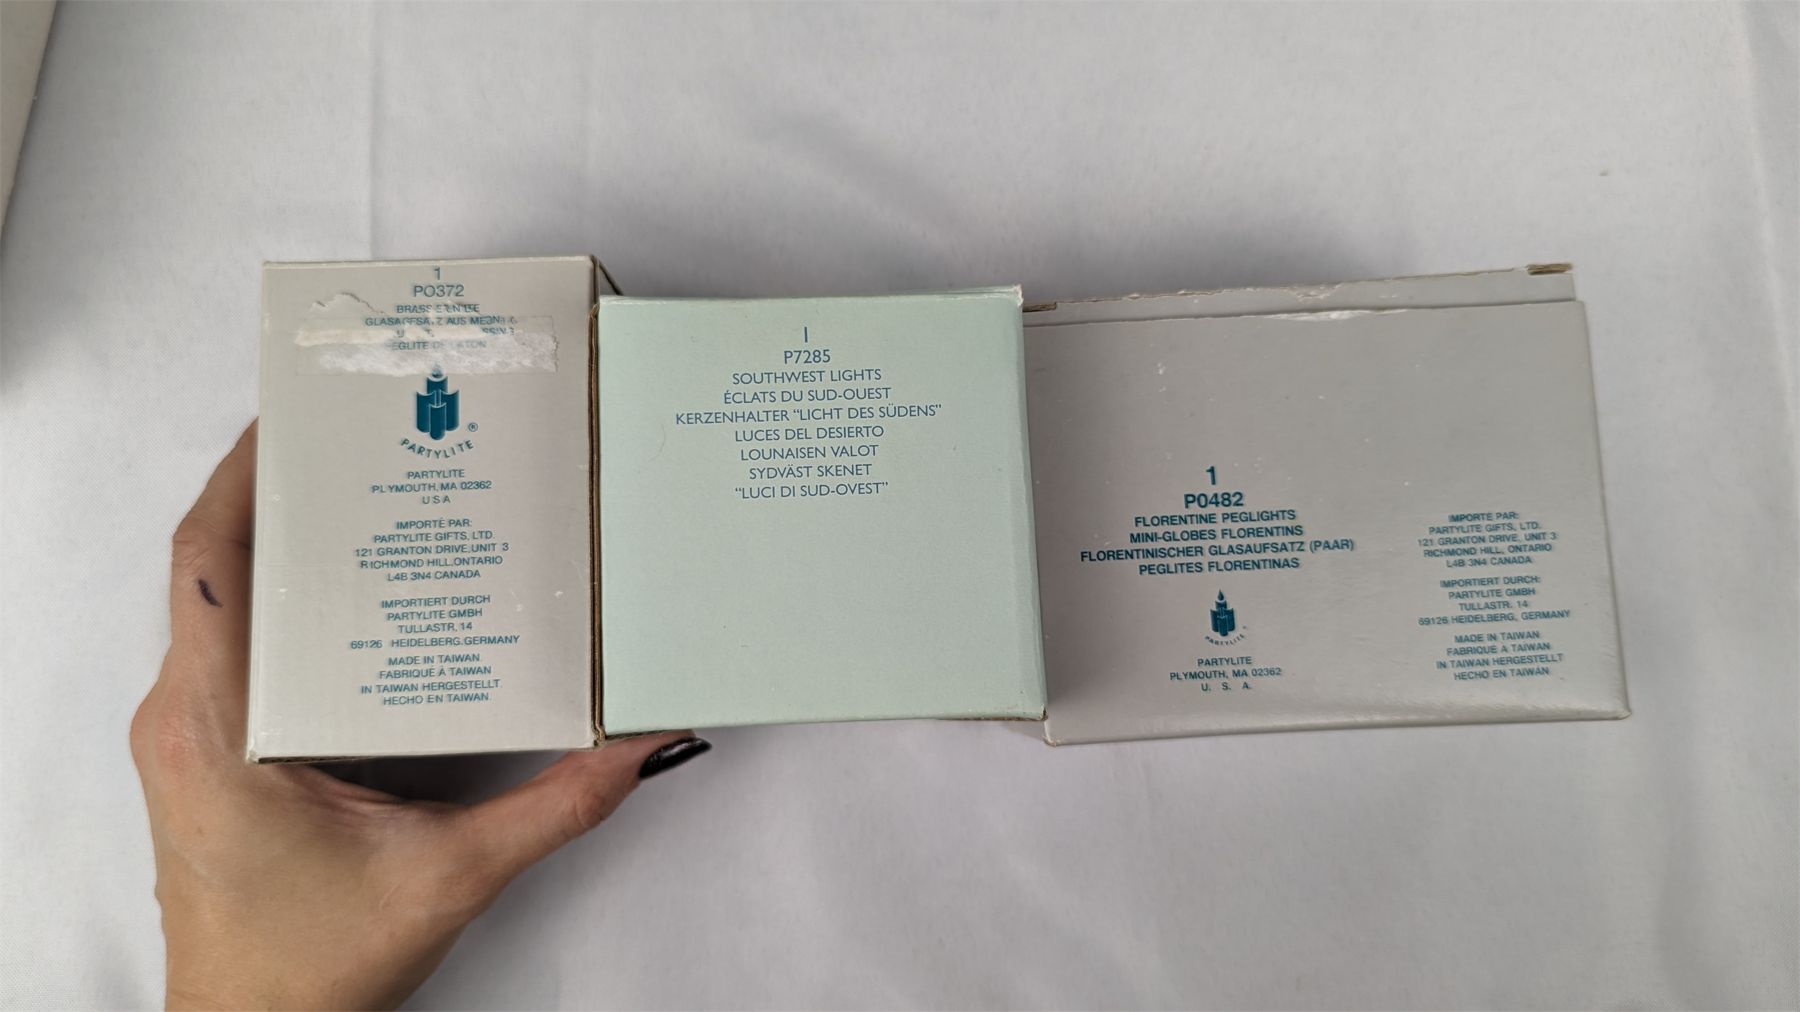 1
PO372
BRASS
GLAS AUS
PEGLITE
PARTYLITE
PARTYLITE
PLYMOUTH, MA 02362
U S A
IMPORTÉ PAR:
PARTYLITE GIFTS, LTD.
121 GRANTON DRIVE, UNIT 3
RICHMOND HILL, ONTARIO
L4B 3N4 CANADA
IMPORTIERT DURCH
PARTYLITE GMBH
TULLASTR. 14
69126 HEIDELBERG, GERMANY
MADE IN TAIWAN.
FABRIQUÉ À TAIWAN
IN TAIWAN HERGESTELLT.
HECHO EN TAIWAN.
1
P7285
SOUTHWEST LIGHTS
ÉCLATS DU SUD-OUEST
KERZENHALTER “LICHT DES SÜDENS”
LUCES DEL DESIERTO
LOUNAISEN VALOT
SYDVÄST SKENET
“LUCI DI SUD-OVEST”
1
P0482
FLORENTINE PEGLIGHTS
MINI-GLOBES FLORENTINS
FLORENTINISCHER GLASAUFSATZ (PAAR)
PEGLITES FLORENTINAS
PARTYLITE
PARTYLITE
PLYMOUTH, MA 02362
U. S. A.
IMPORTÉ PAR:
PARTYLITE GIFTS, LTD.
121 GRANTON DRIVE, UNIT 3
RICHMOND HILL, ONTARIO
L4B 3N4 CANADA
IMPORTIERT DURCH:
PARTYLITE GMBH
TULLASTR. 14
69126 HEIDELBERG, GERMANY
MADE IN TAIWAN
FABRIQUÉ À TAIWAN
IN TAIWAN HERGESTELLT
HECHO EN TAIWAN